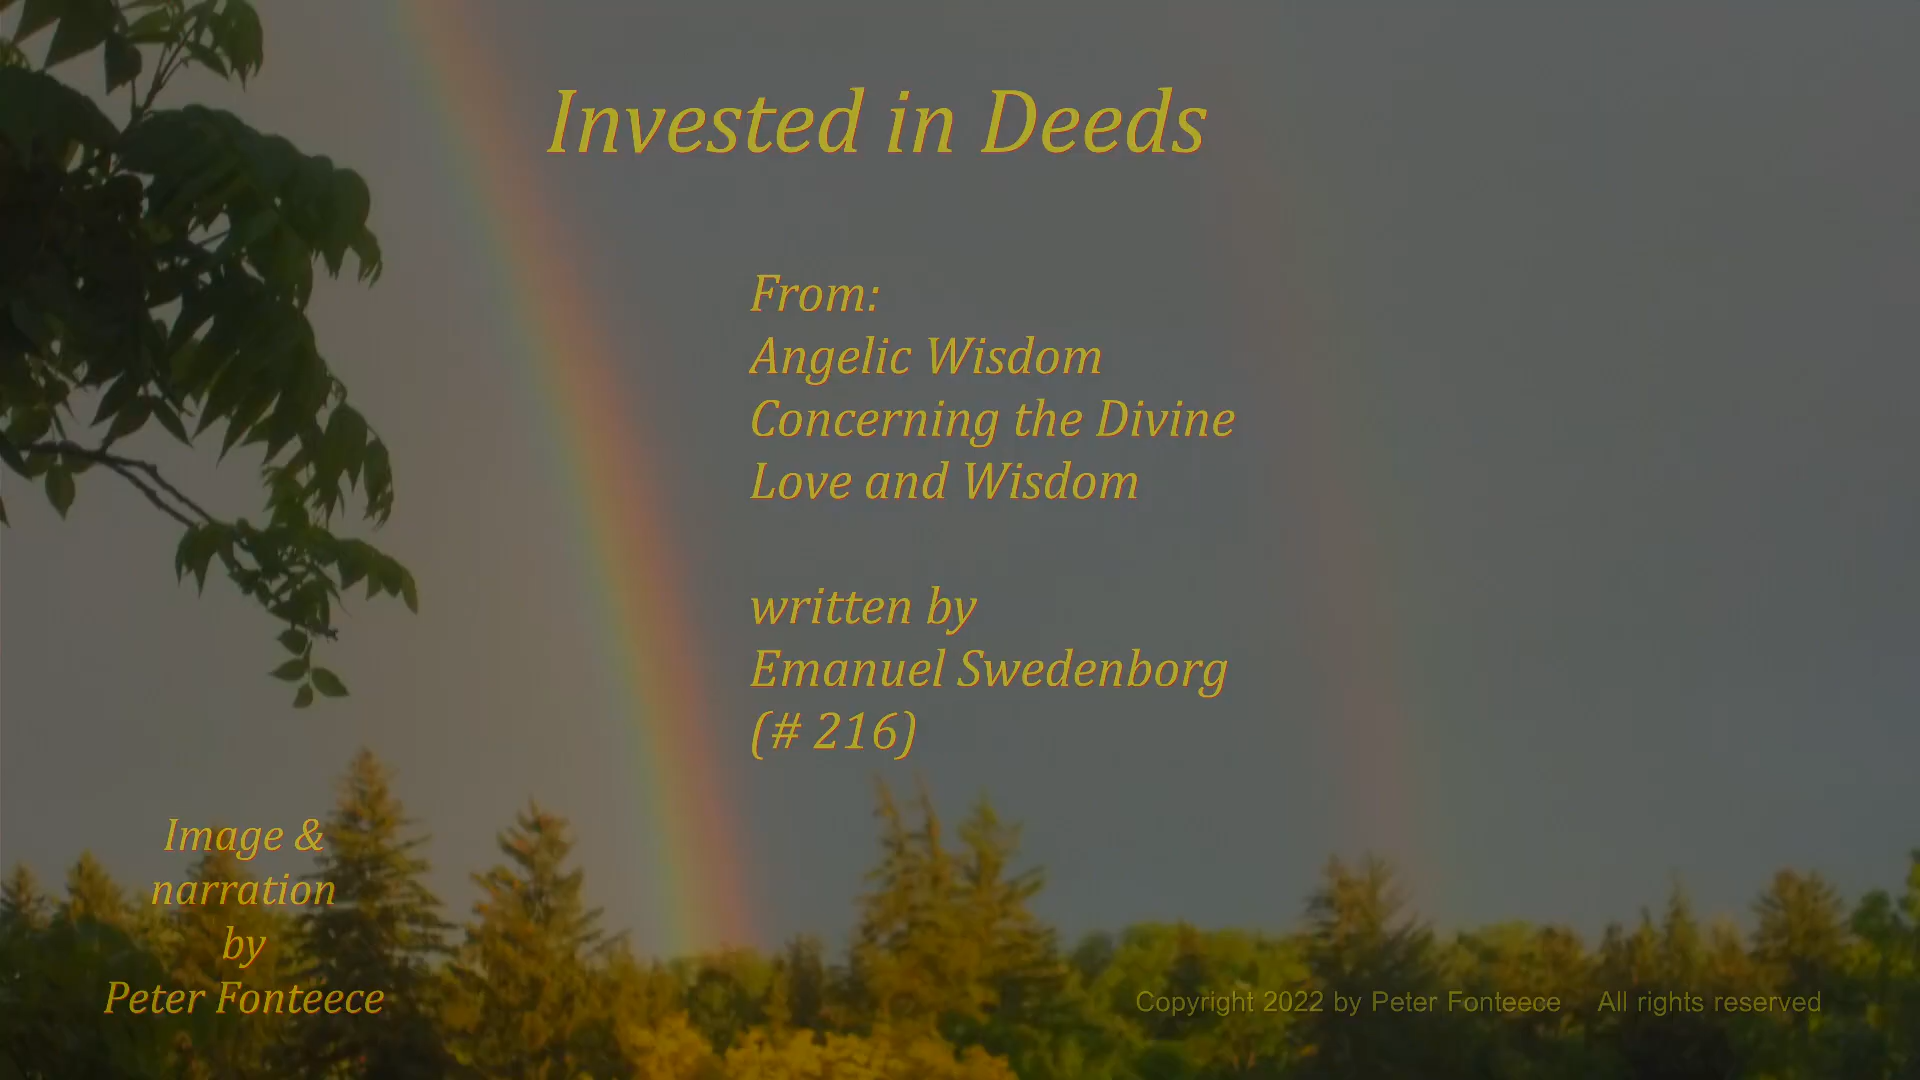 Invested in Deeds
From:
Angelic Wisdom
Concerning the Divine
Love and Wisdom
written by
Emanuel Swedenborg
(# 216)
Image &
narration
by
Peter Fonteece
Copyright 2022 by Peter Fonteece All rights reserved